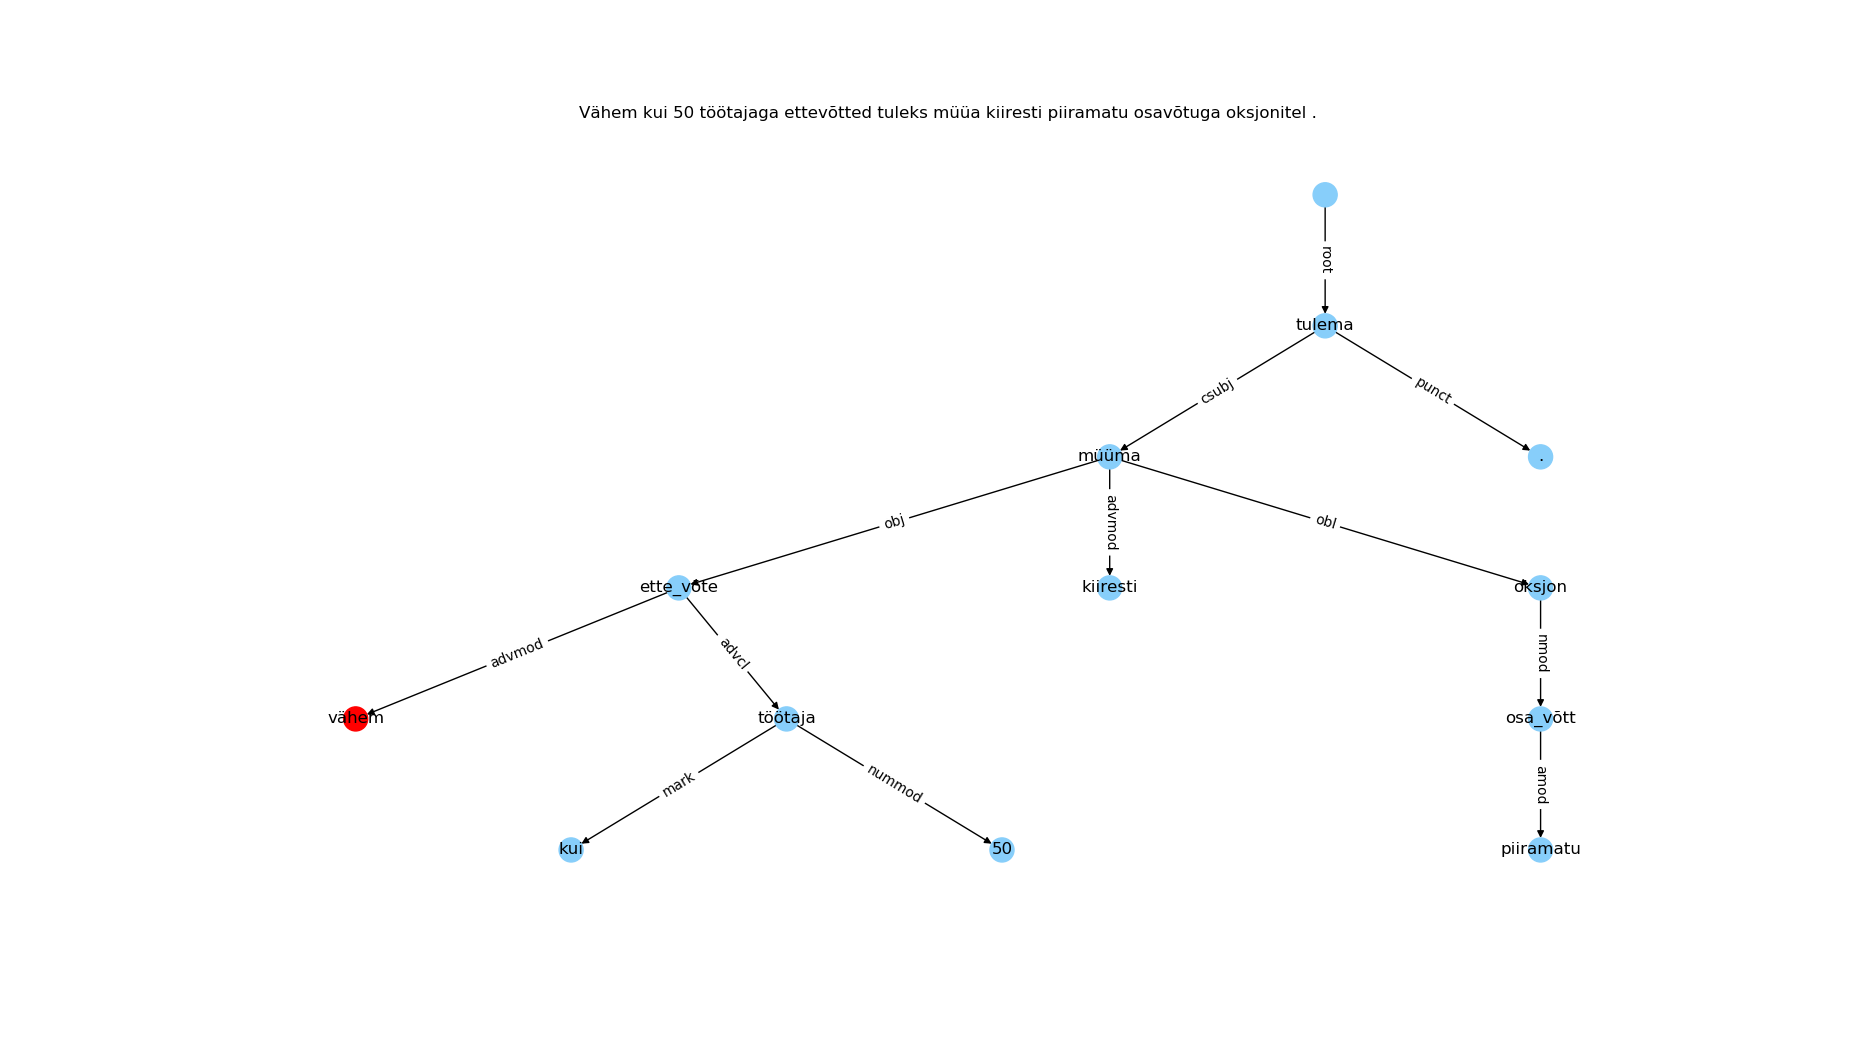 Vähem kui 50 töötajaga ettevõtted tuleks müüa kiiresti piiramatu osavõtuga oksjonitel .
root
tulema
csubj
punct
müüma
.
obj
advmod
obl
ette_võte
kiiresti
oksjon
advmod
advcl
nmod
vähem
töötaja
osa_võtt
mark
nummod
amod
kui
50
piiramatu